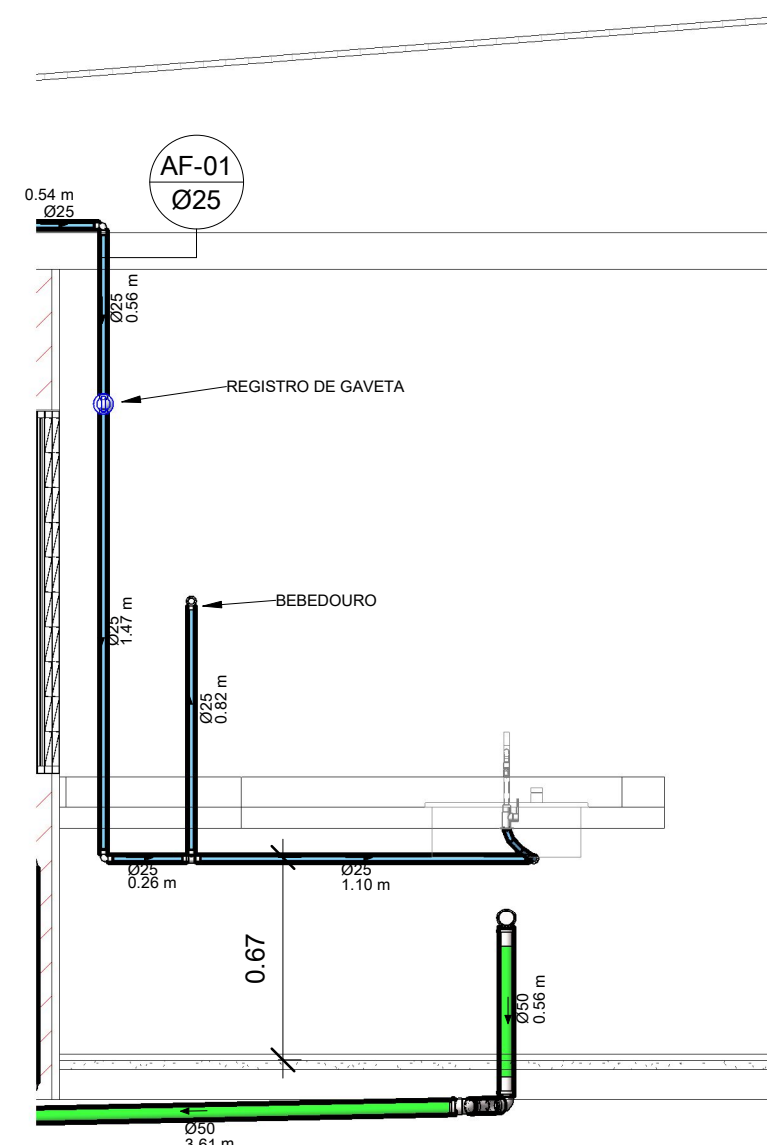 AF-01
Ø25
0.54 m
Ø25
Ø25
0.56 m
REGISTRO DE GAVETA
BEBEDOURO
Ø25
1.47 m
Ø25
0.82 m
Ø25
0.26 m
Ø25
1.10 m
0.67
Ø50
0.56 m
Ø50
3.61 m